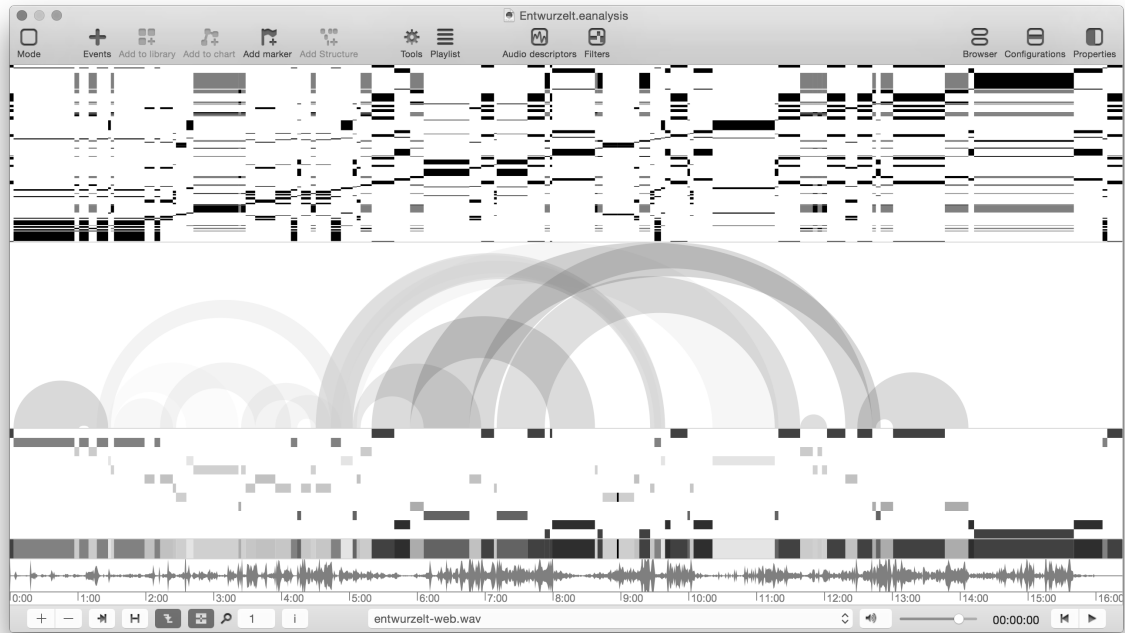 Entwurzelt.eanalysis
Mode Events Add to library Add to chart Add marker Add Structure Tools Playlist Audio descriptors Filters Browser Configurations Properties
0:00 1:00 2:00 3:00 4:00 5:00 6:00 7:00 8:00 9:00 10:00 11:00 12:00 13:00 14:00 15:00 16:00
1 i entwurzelt-web.wav 00:00:00